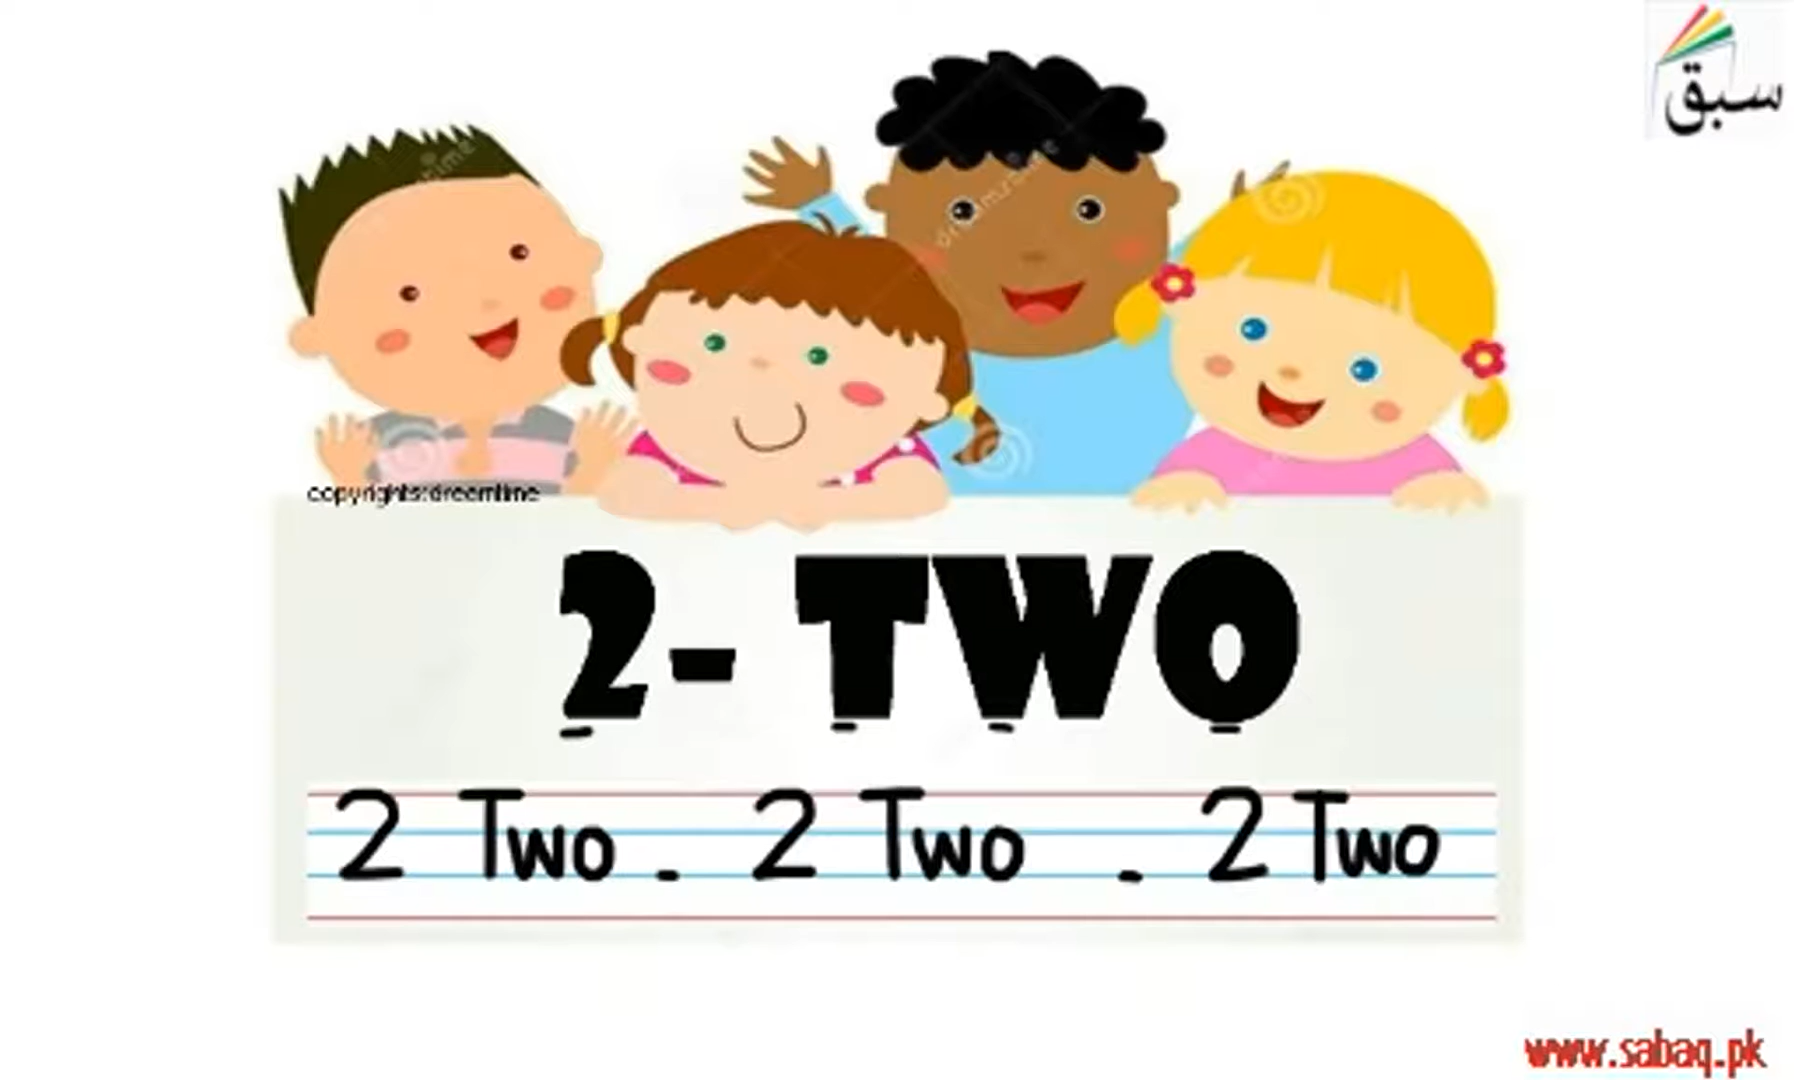 سبق
copyrights:dreamtime
2- TWO
2 Two . 2 Two . 2 Two
www.sabaq.pk